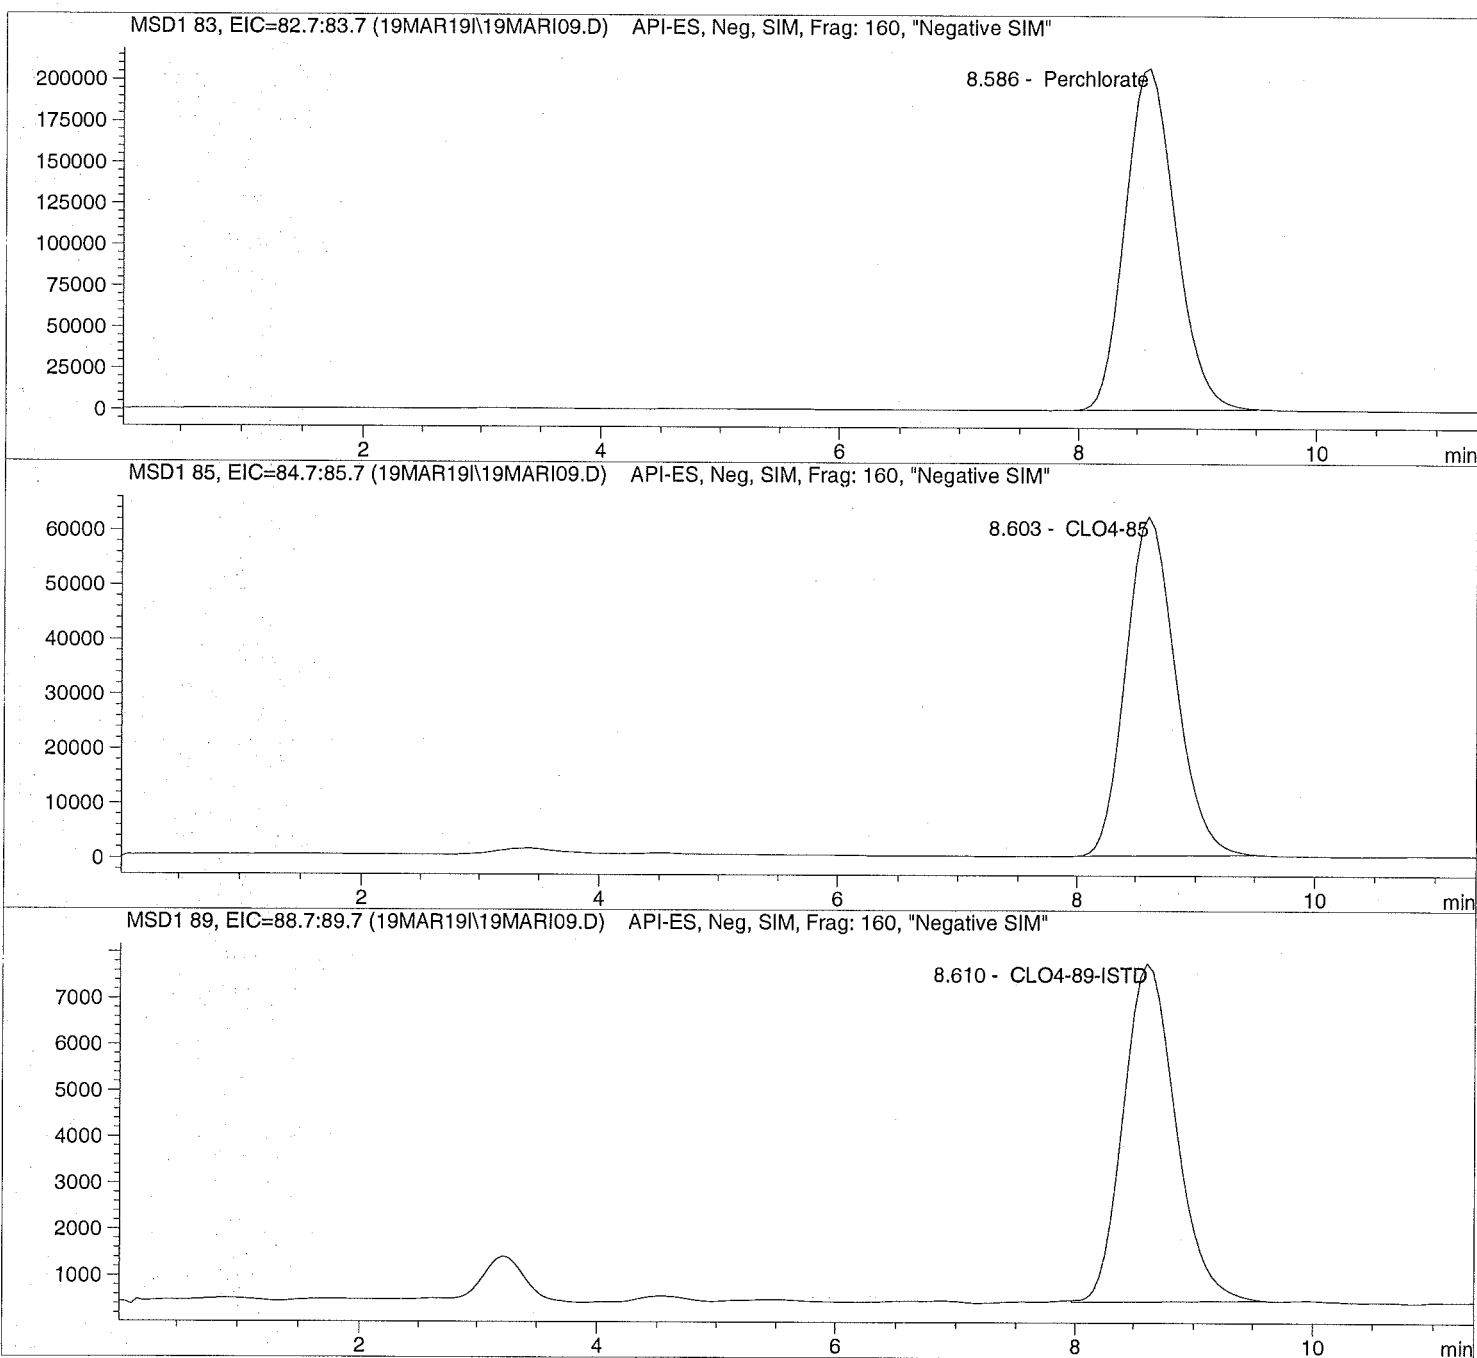 MSD1 83, EIC=82.7:83.7 (19MAR19I\19MARI09.D) API-ES, Neg, SIM, Frag: 160, "Negative SIM"
8.586 - Perchlorate
200000
175000
150000
125000
100000
75000
50000
25000
0
2 4 6 8 10 min
MSD1 85, EIC=84.7:85.7 (19MAR19I\19MARI09.D) API-ES, Neg, SIM, Frag: 160, "Negative SIM"
8.603 - CLO4-85
60000
50000
40000
30000
20000
10000
0
2 4 6 8 10 min
MSD1 89, EIC=88.7:89.7 (19MAR19I\19MARI09.D) API-ES, Neg, SIM, Frag: 160, "Negative SIM"
8.610 - CLO4-89-ISTD
7000
6000
5000
4000
3000
2000
1000
2 4 6 8 10 min